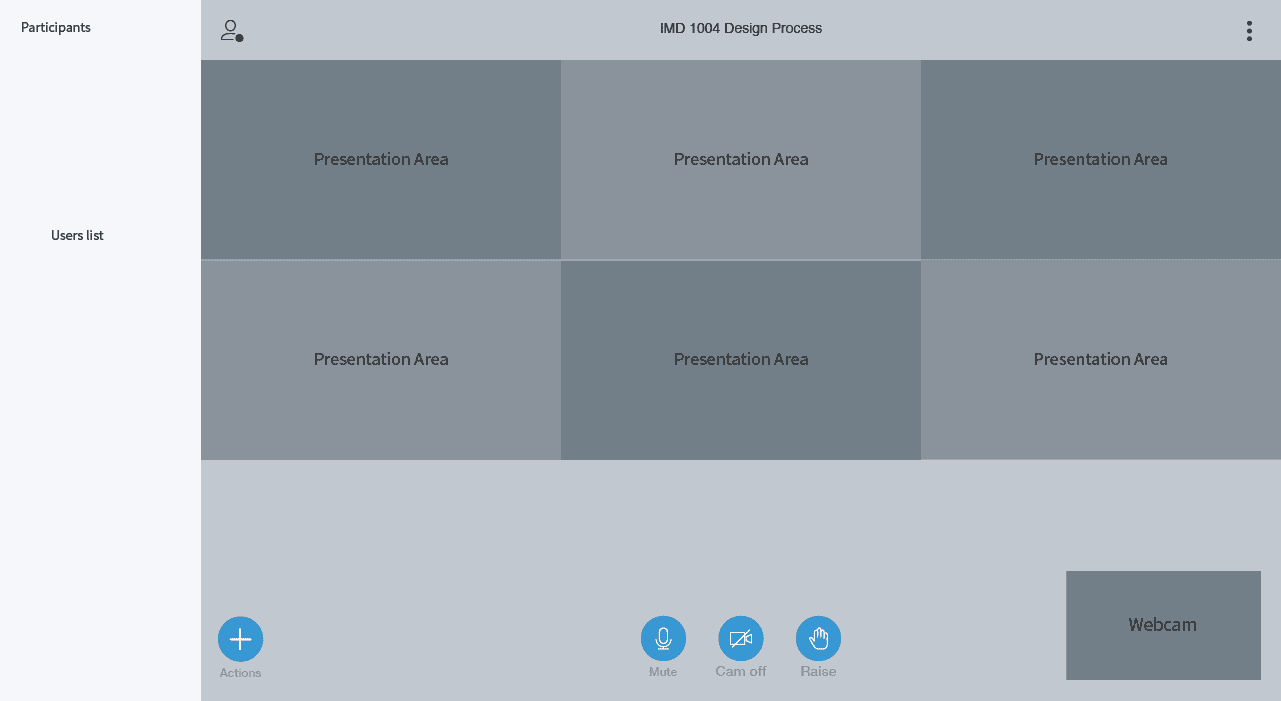 Participants
IMD 1004 Design Process
Users list
Presentation Area
Presentation Area
Presentation Area
Presentation Area
Presentation Area
Presentation Area
Actions
Mute
Cam off
Raise
Webcam